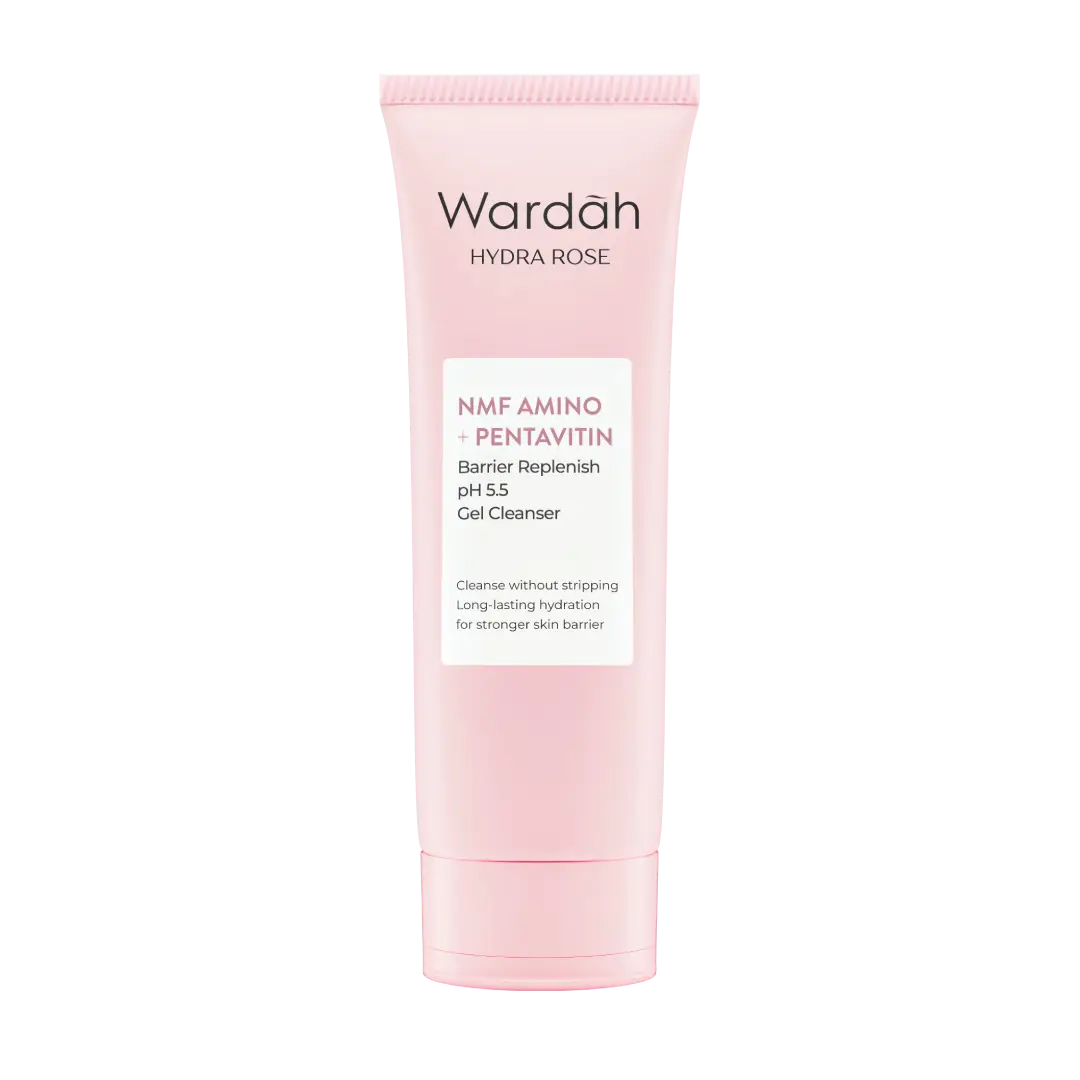 Wardãh
HYDRA ROSE
NMF AMINO
+ PENTAVITIN
Barrier Replenish
pH 5.5
Gel Cleanser
Cleanse without stripping
Long-lasting hydration
for stronger skin barrier